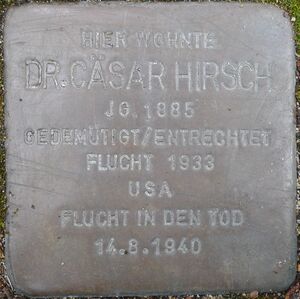 HIER WOHNTE
DR. CÄSAR HIRSCH
JG. 1885
GEDEMÜTIGT/ENTRECHTET
FLUCHT 1933
USA
FLUCHT IN DEN TOD
14.8.1940